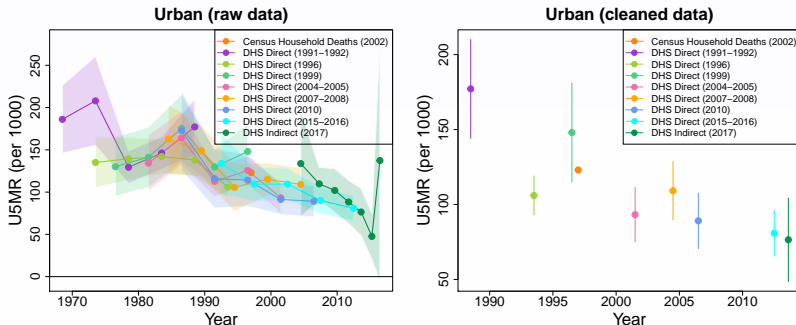 Urban (raw data)
U5MR (per 1000)
250
200
150
100
50
0
1970
1980
1990
2000
2010
Year
Census Household Deaths (2002)
DHS Direct (1991–1992)
DHS Direct (1996)
DHS Direct (1999)
DHS Direct (2004–2005)
DHS Direct (2007–2008)
DHS Direct (2010)
DHS Direct (2015–2016)
DHS Indirect (2017)
Urban (cleaned data)
U5MR (per 1000)
200
150
100
50
1990
1995
2000
2005
2010
Year
Census Household Deaths (2002)
DHS Direct (1991–1992)
DHS Direct (1996)
DHS Direct (1999)
DHS Direct (2004–2005)
DHS Direct (2007–2008)
DHS Direct (2010)
DHS Direct (2015–2016)
DHS Indirect (2017)